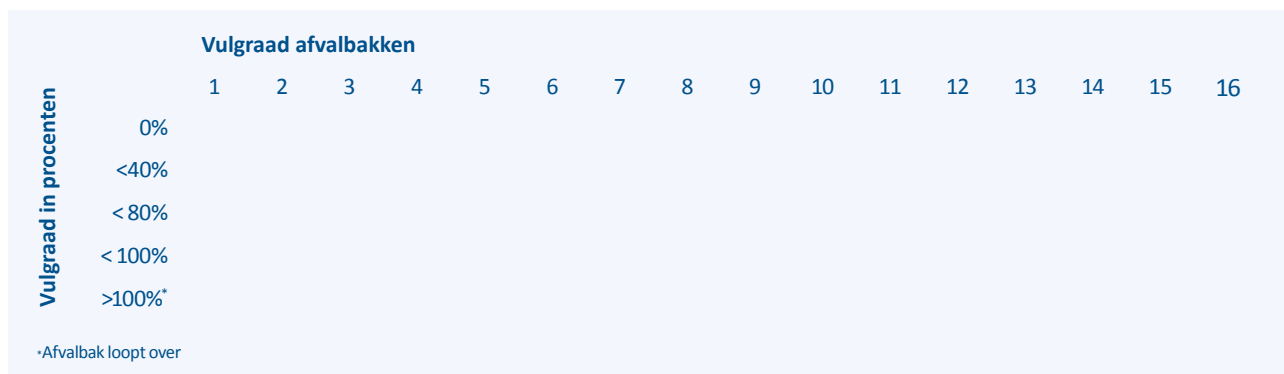 Vulgraad afvalbakken
1 2 3 4 5 6 7 8 9 10 11 12 13 14 15 16
Vulgraad in procenten
0%
<40%
< 80%
< 100%
>100%*
*Afvalbak loopt over